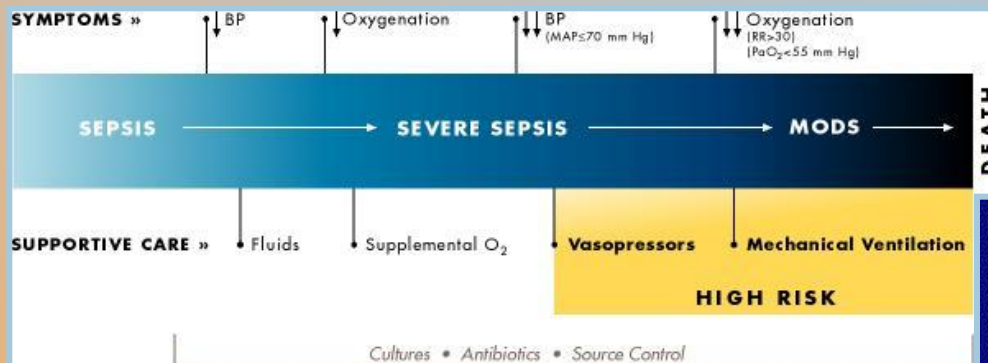 SYMPTOMS » ↓ BP ↓ Oxygenation ↓↓ BP ↓↓ Oxygenation
(MAP≤70 mm Hg) (RR>30)
(PaO₂<55 mm Hg)
SEPSIS → SEVERE SEPSIS → MODS →
DEATH
SUPPORTIVE CARE » • Fluids • Supplemental O₂ • Vasopressors • Mechanical Ventilation
HIGH RISK
Cultures • Antibiotics • Source Control